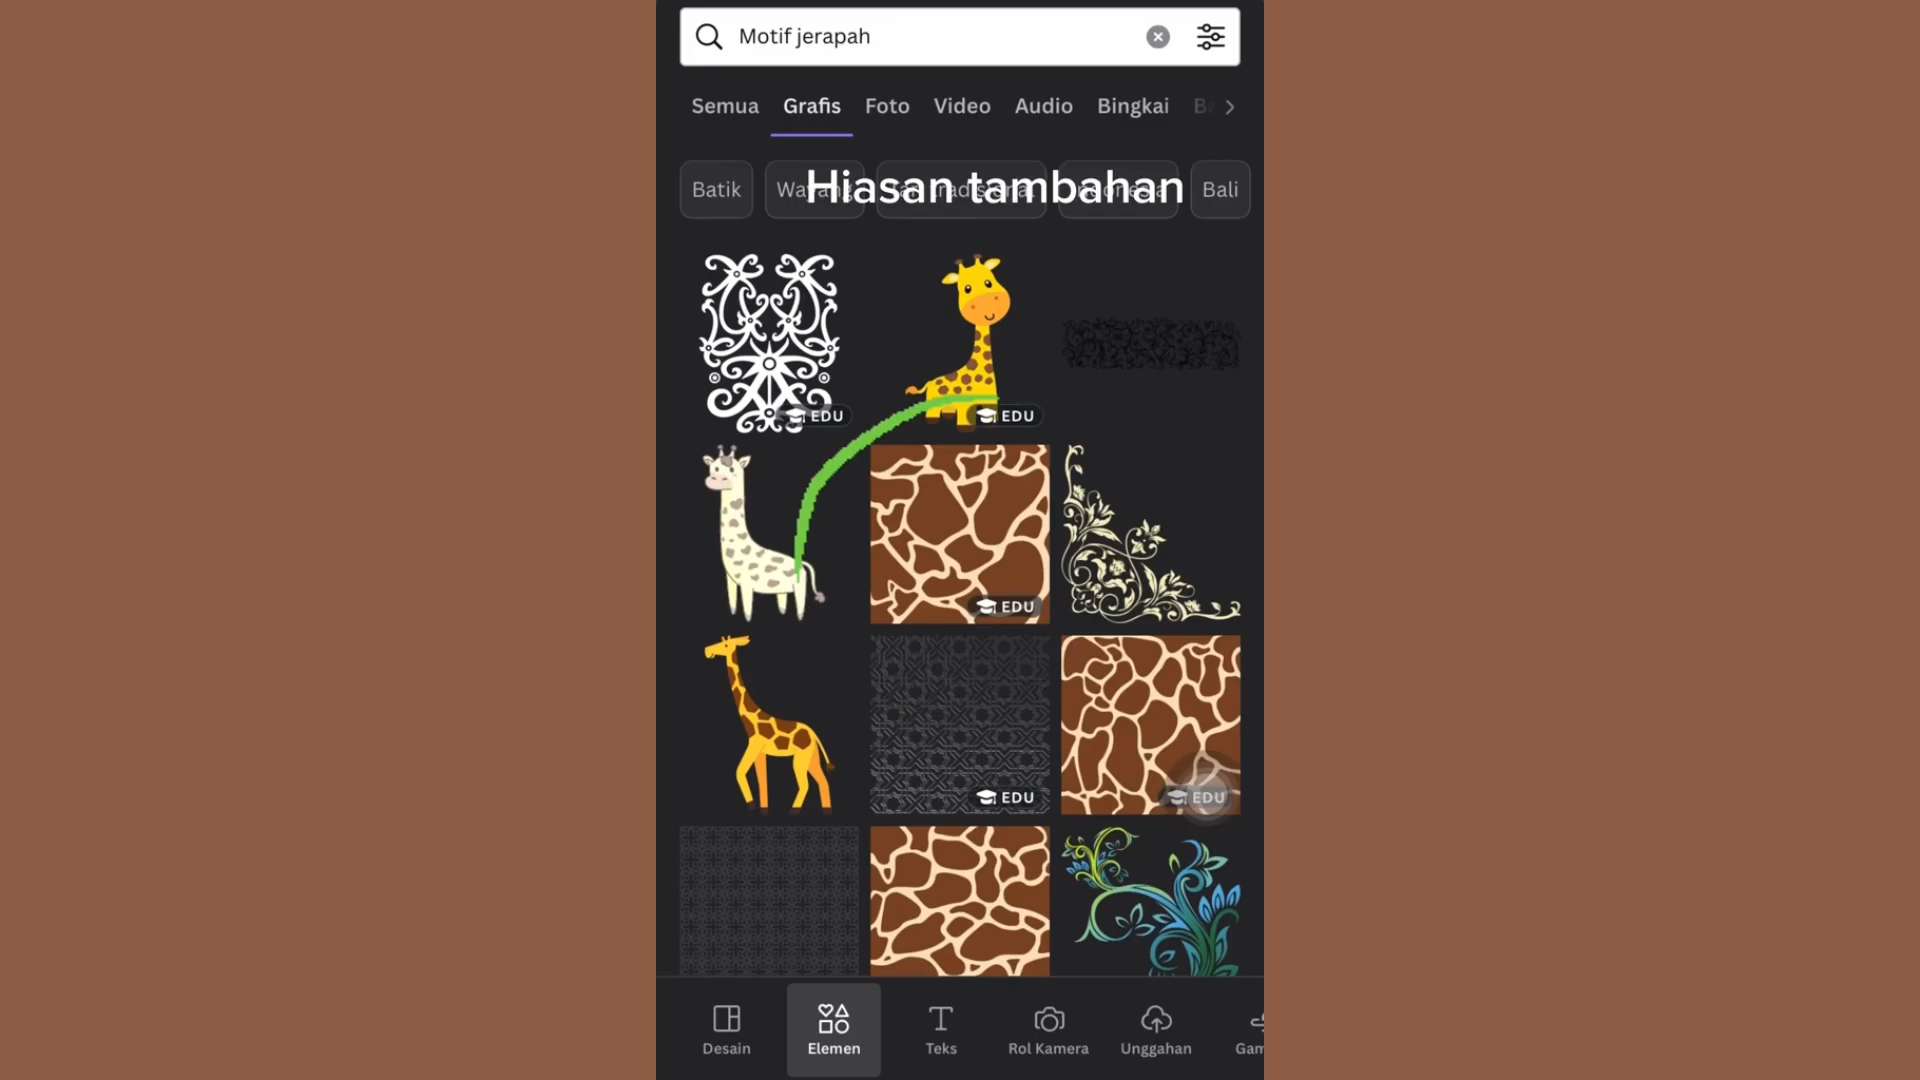 Motif jerapah
Semua Grafis Foto Video Audio Bingkai
Batik Wayang Bali
Hiasan tambahan
EDU EDU
EDU
EDU EDU
Desain Elemen Teks Rol Kamera Unggahan